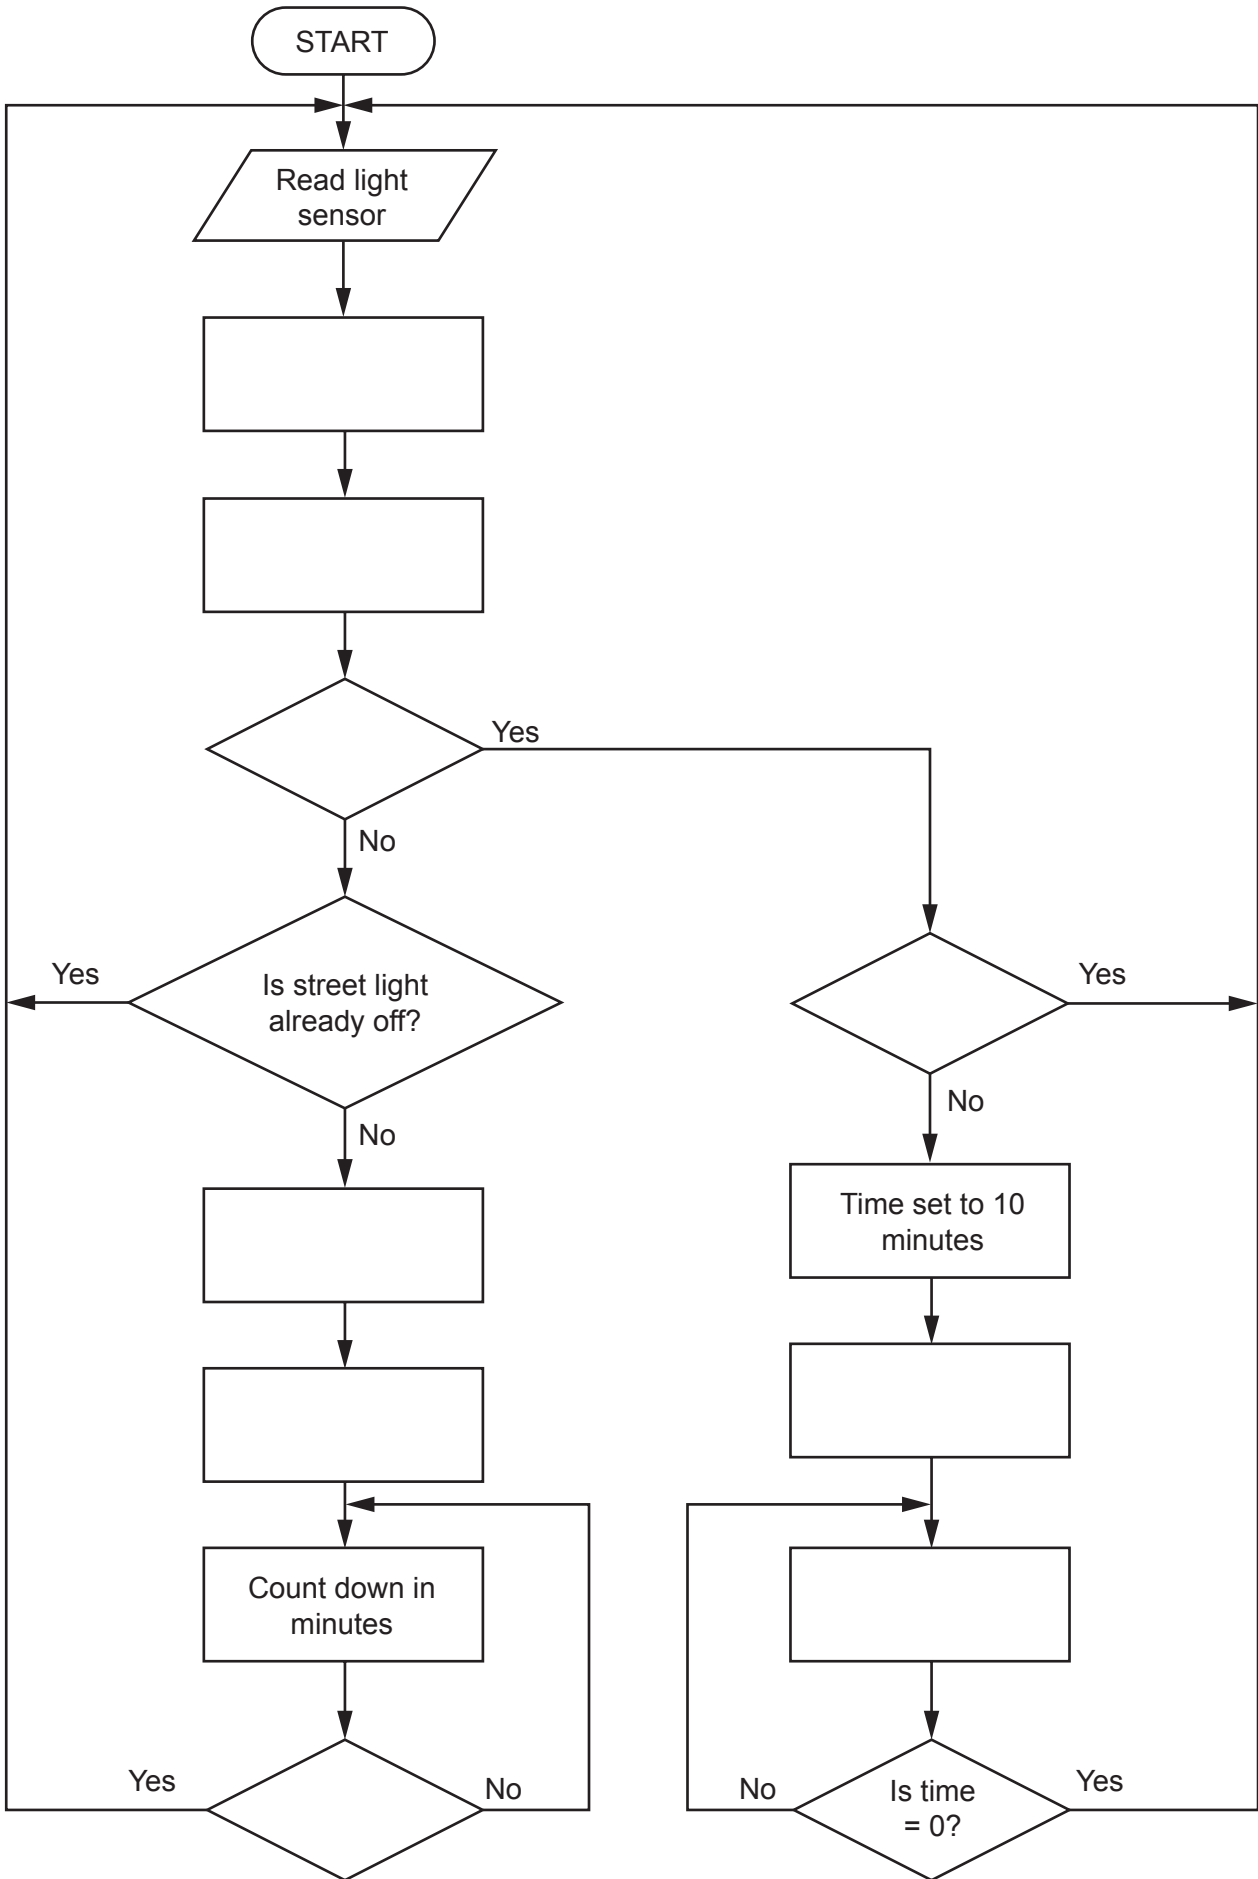 START
Read light
sensor
Yes
No
Yes
Is street light
already off?
Yes
No
No
Time set to 10
minutes
Count down in
minutes
Yes
No
No
Is time
= 0?
Yes